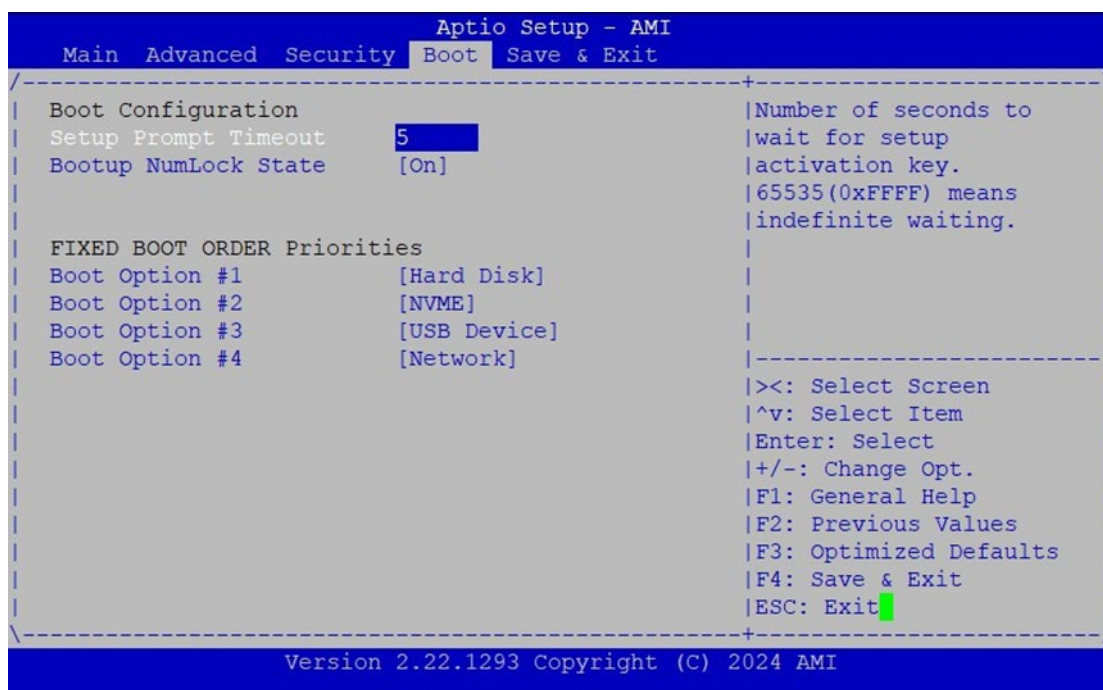 Aptio Setup - AMI
Main Advanced Security Boot Save & Exit
/----------------------------------------------------+-------------------------
| Boot Configuration |Number of seconds to
| Setup Prompt Timeout 5 |wait for setup
| Bootup NumLock State [On] |activation key.
| |65535(0xFFFF) means
| |indefinite waiting.
| FIXED BOOT ORDER Priorities |
| Boot Option #1 [Hard Disk] |
| Boot Option #2 [NVME] |
| Boot Option #3 [USB Device] |
| Boot Option #4 [Network] |-------------------------
| |><: Select Screen
| |^v: Select Item
| |Enter: Select
| |+/-: Change Opt.
| |F1: General Help
| |F2: Previous Values
| |F3: Optimized Defaults
| |F4: Save & Exit
| |ESC: Exit
\----------------------------------------------------+-------------------------
Version 2.22.1293 Copyright (C) 2024 AMI